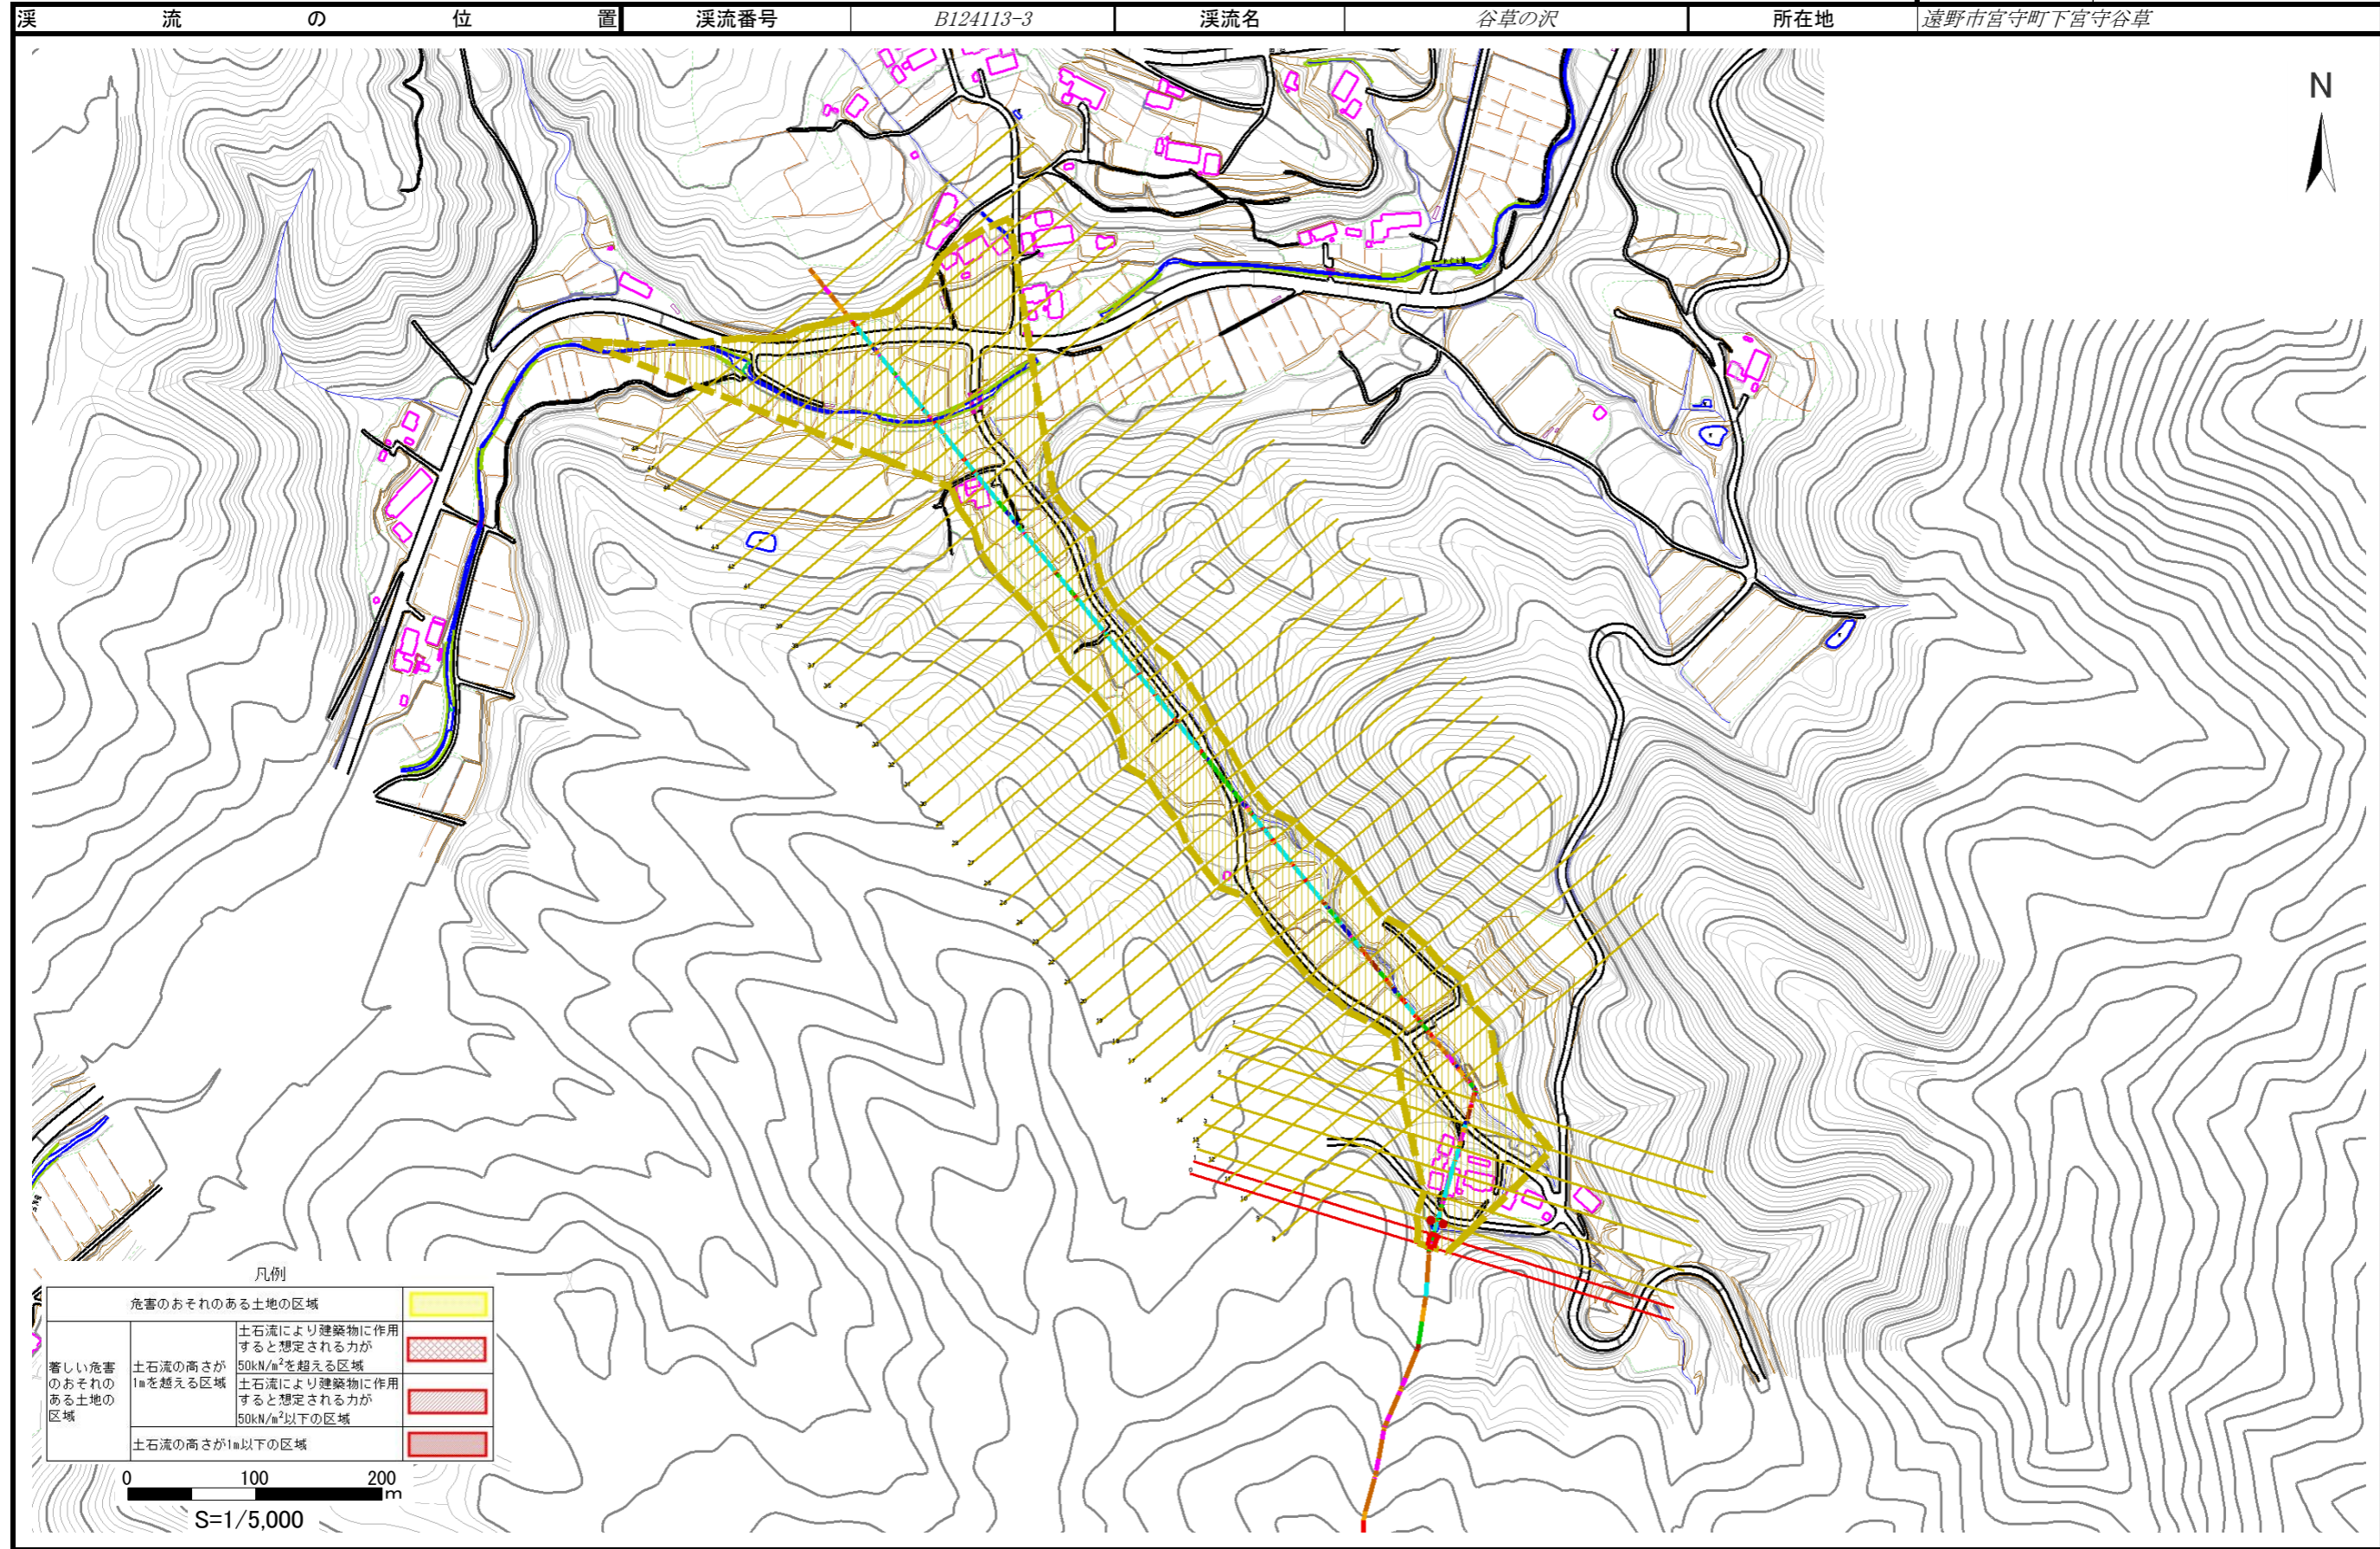 渓流の位置 渓流番号 B124113-3 渓流名 谷草の沢 所在地 遠野市宮守町下宮守谷草
N
凡例
危害のおそれのある土地の区域
著しい危害
のおそれの
ある土地の
区域
土石流の高さが
1mを越える区域
土石流により建築物に作用
すると想定される力が
50kN/m²を超える区域
土石流により建築物に作用
すると想定される力が
50kN/m²以下の区域
土石流の高さが1m以下の区域
0 100 200
m
S=1/5,000